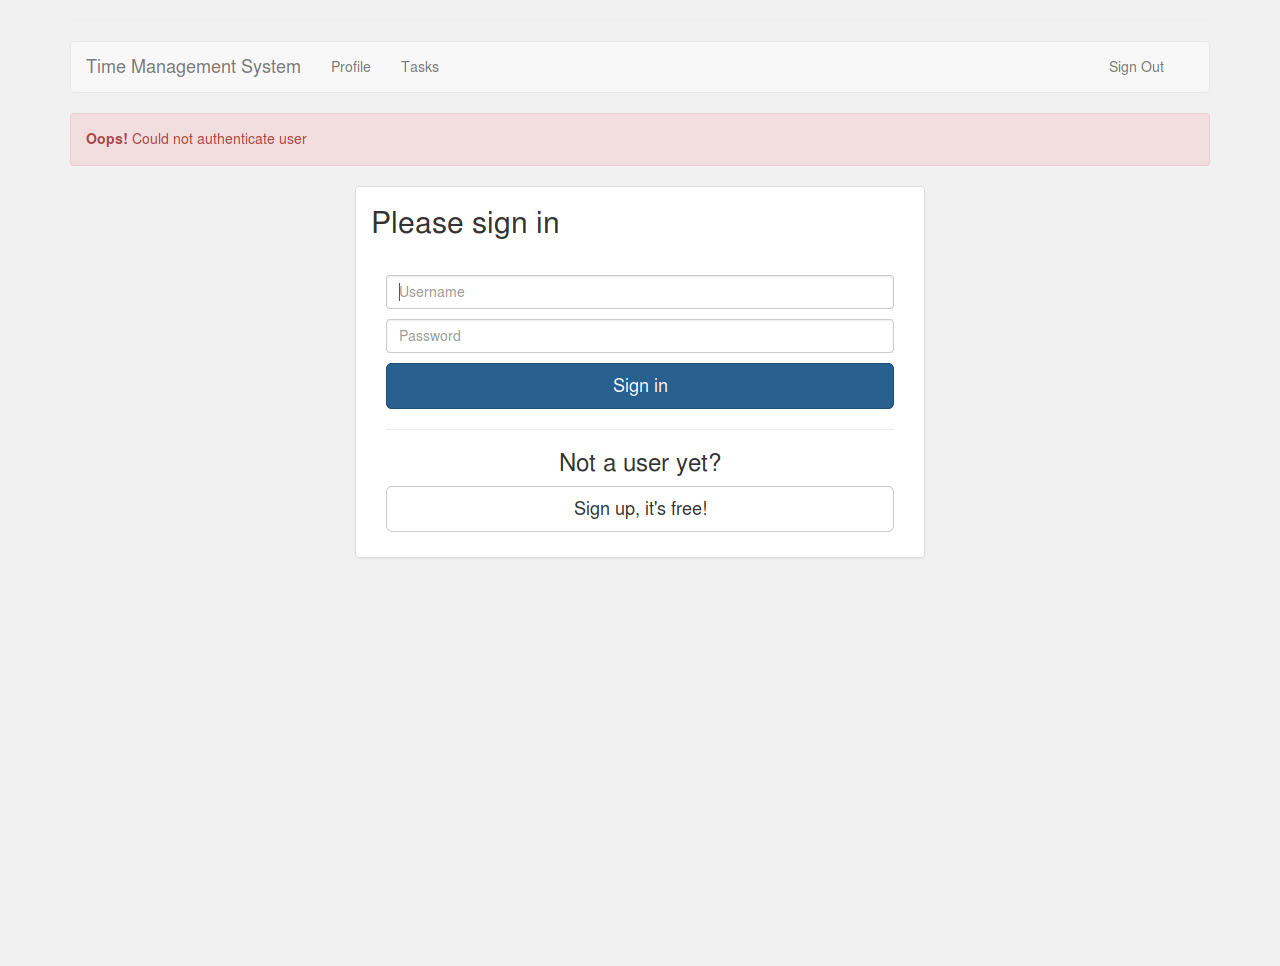 Time Management System Profile Tasks Sign Out
Oops! Could not authenticate user
Please sign in
Username
Password
Sign in
Not a user yet?
Sign up, it's free!